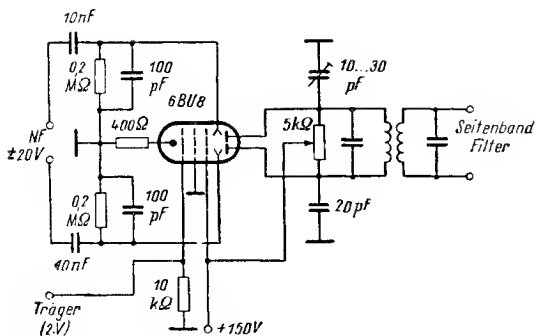 10nF
0,2
MΩ
100
pF
6BU8
10...30
pF
400Ω
5kΩ
NF
±20V
Seitenband
Filter
0,2
MΩ
100
pF
20pF
40nF
10
kΩ
Träger
(2V)
+150V